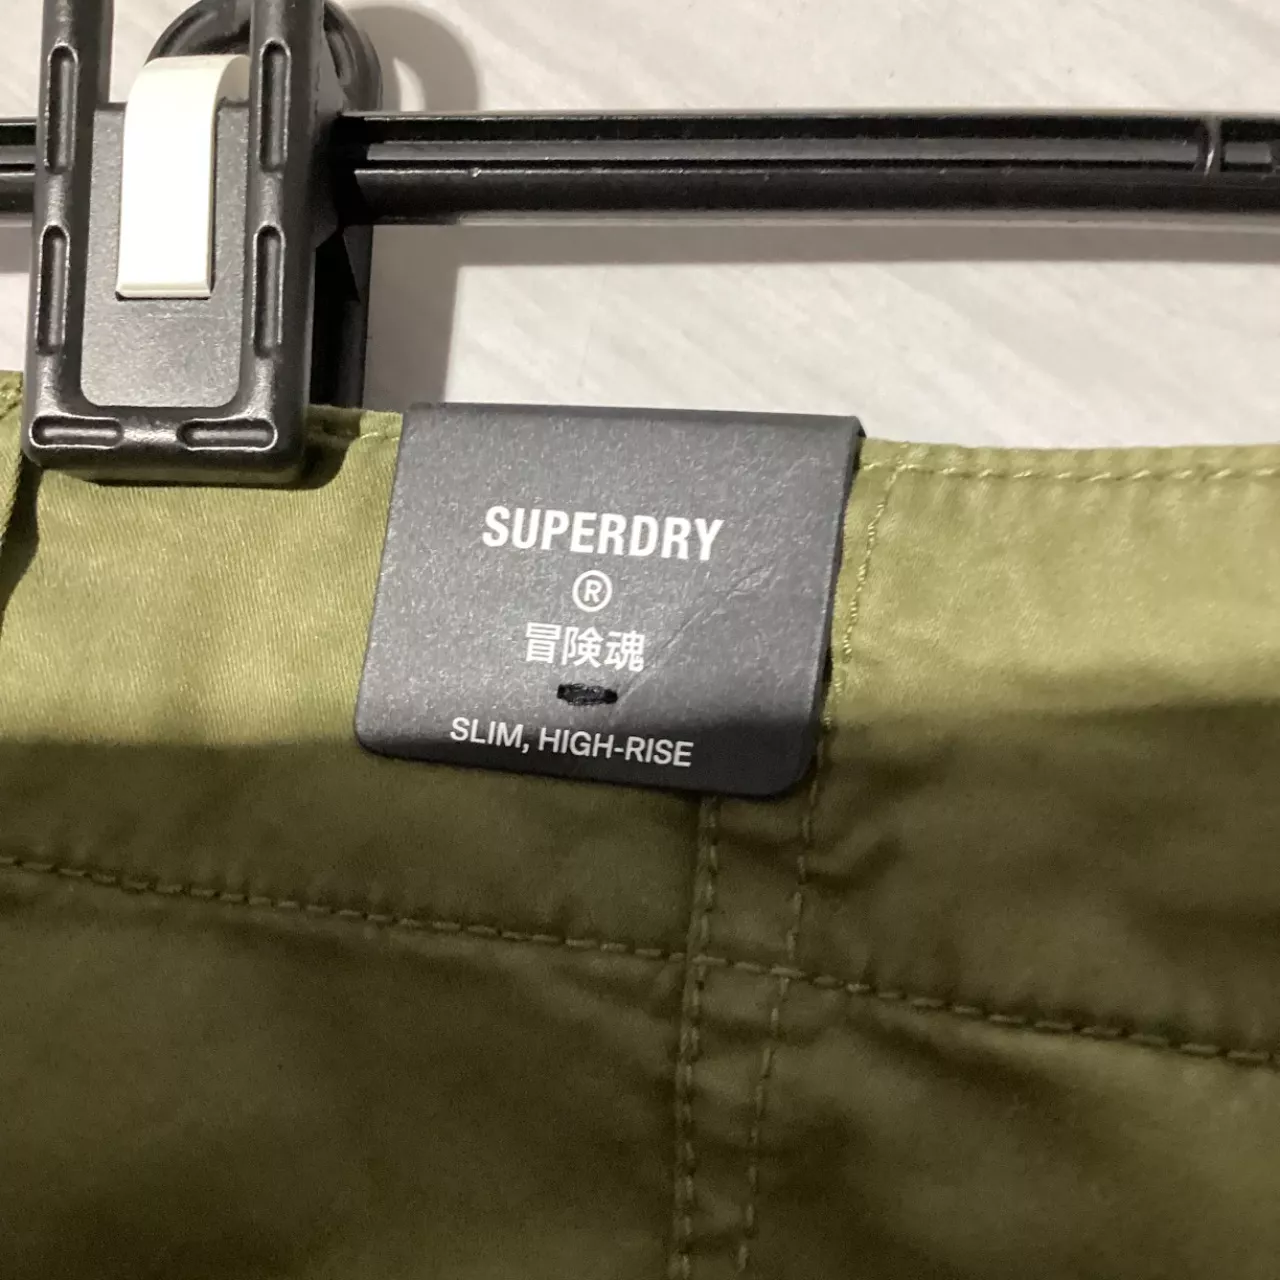 SUPERDRY
®
冒険魂
SLIM, HIGH-RISE